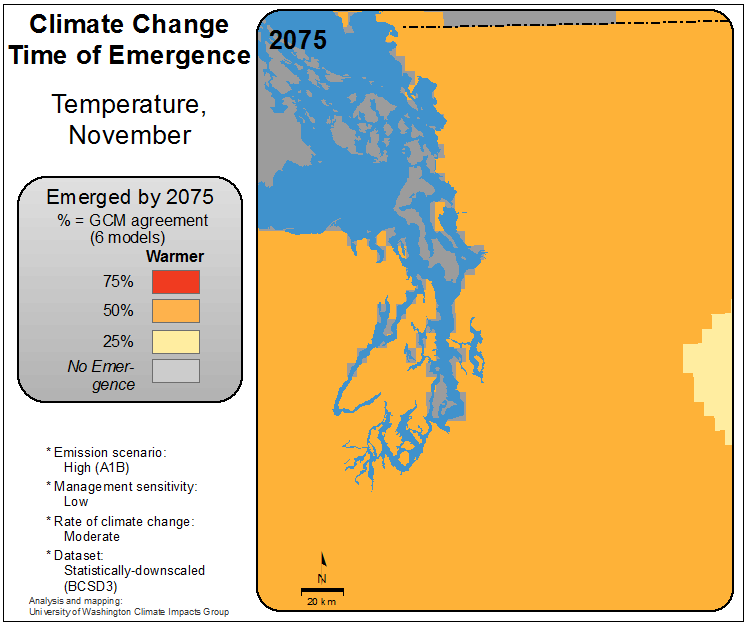 Climate Change
Time of Emergence
Temperature,
November
Emerged by 2075
% = GCM agreement
(6 models)
Warmer
75%
50%
25%
No Emer-
gence
* Emission scenario:
High (A1B)
* Management sensitivity:
Low
* Rate of climate change:
Moderate
* Dataset:
Statistically-downscaled
(BCSD3)
Analysis and mapping:
University of Washington Climate Impacts Group
2075
N
20 km